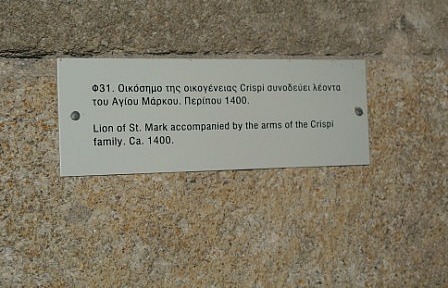 Φ31. Οικόσημο της οικογένειας Crispi συνοδεύει λέοντα
του Αγίου Μάρκου. Περίπου 1400.
Lion of St. Mark accompanied by the arms of the Crispi
family. Ca. 1400.